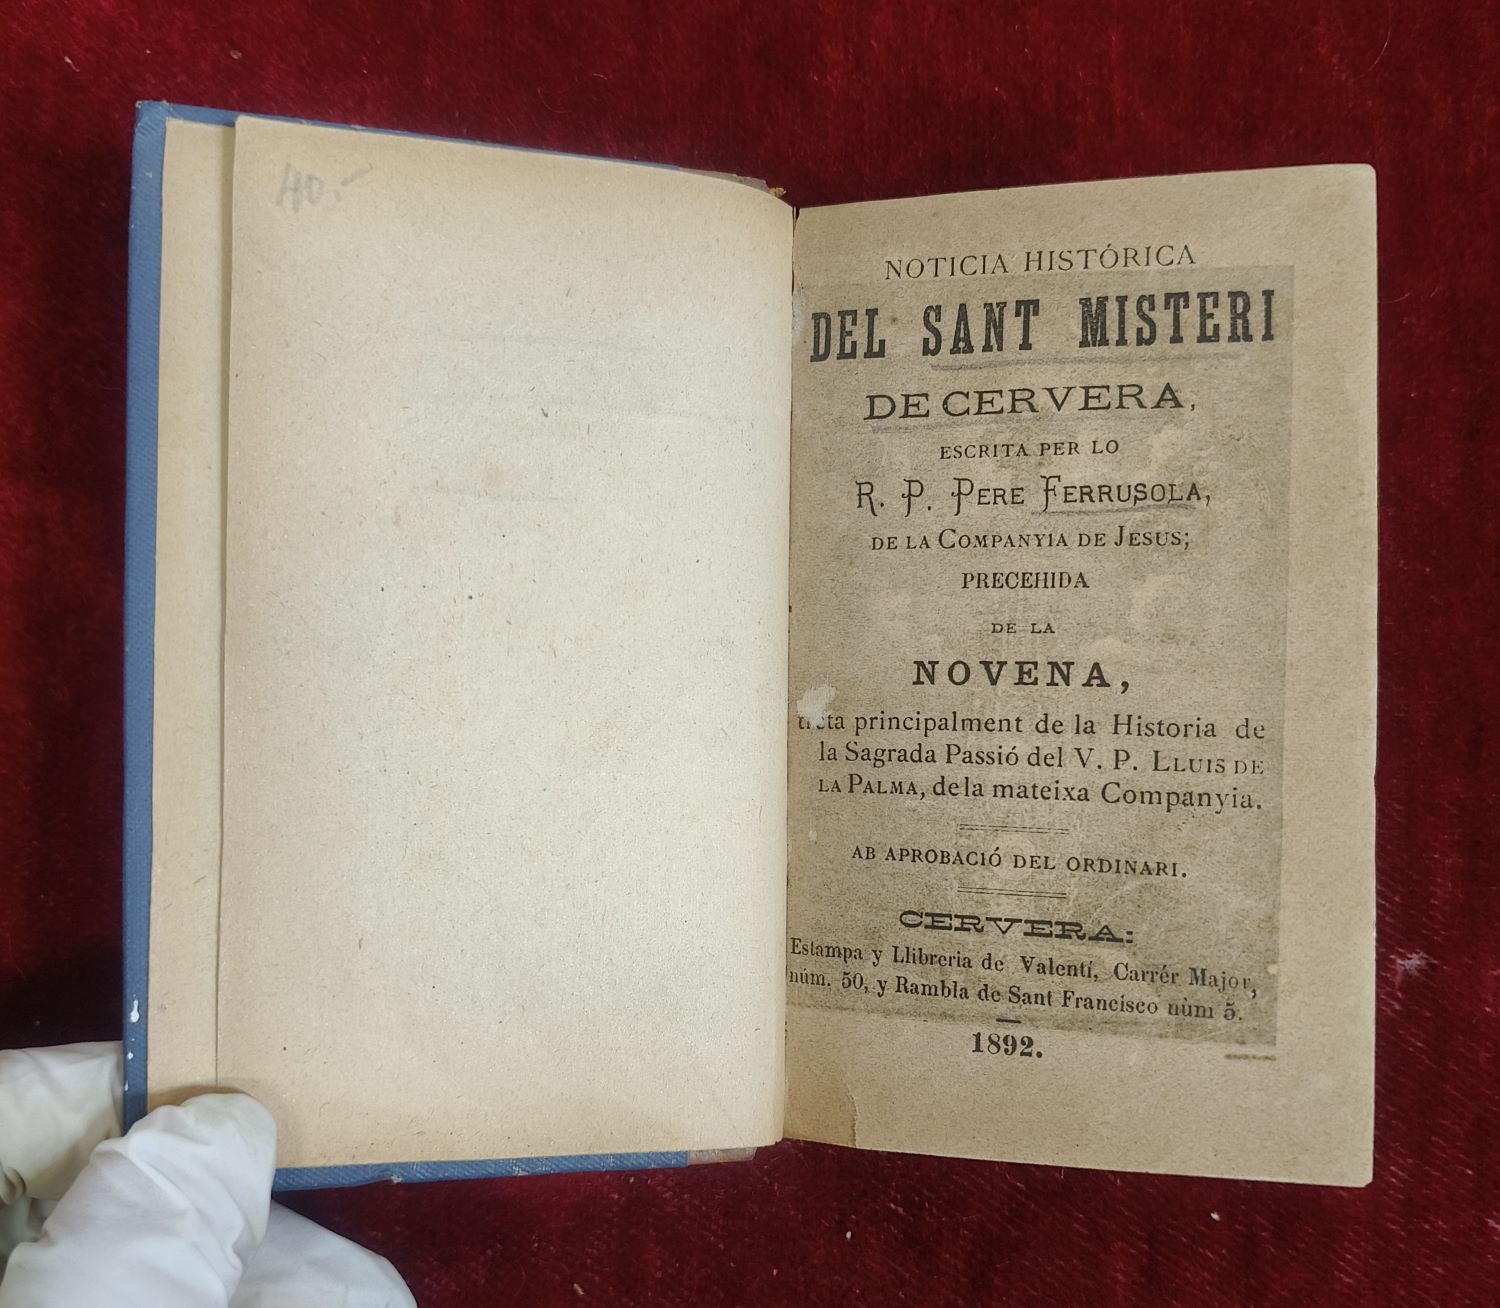 40.-
NOTICIA HISTÓRICA
DEL SANT MISTERI
DE CERVERA,
ESCRITA PER LO
R. P. PERE FERRUSOLA,
DE LA COMPANYIA DE JESUS;
PRECEHIDA
DE LA
NOVENA,
treta principalment de la Historia de
la Sagrada Passió del V. P. LLUIS DE
LA PALMA, de la mateixa Companyia.
AB APROBACIÓ DEL ORDINARI.
CERVERA:
Estampa y Llibreria de Valentí, Carrér Major,
núm. 50, y Rambla de Sant Francisco nùm 5.
1892.